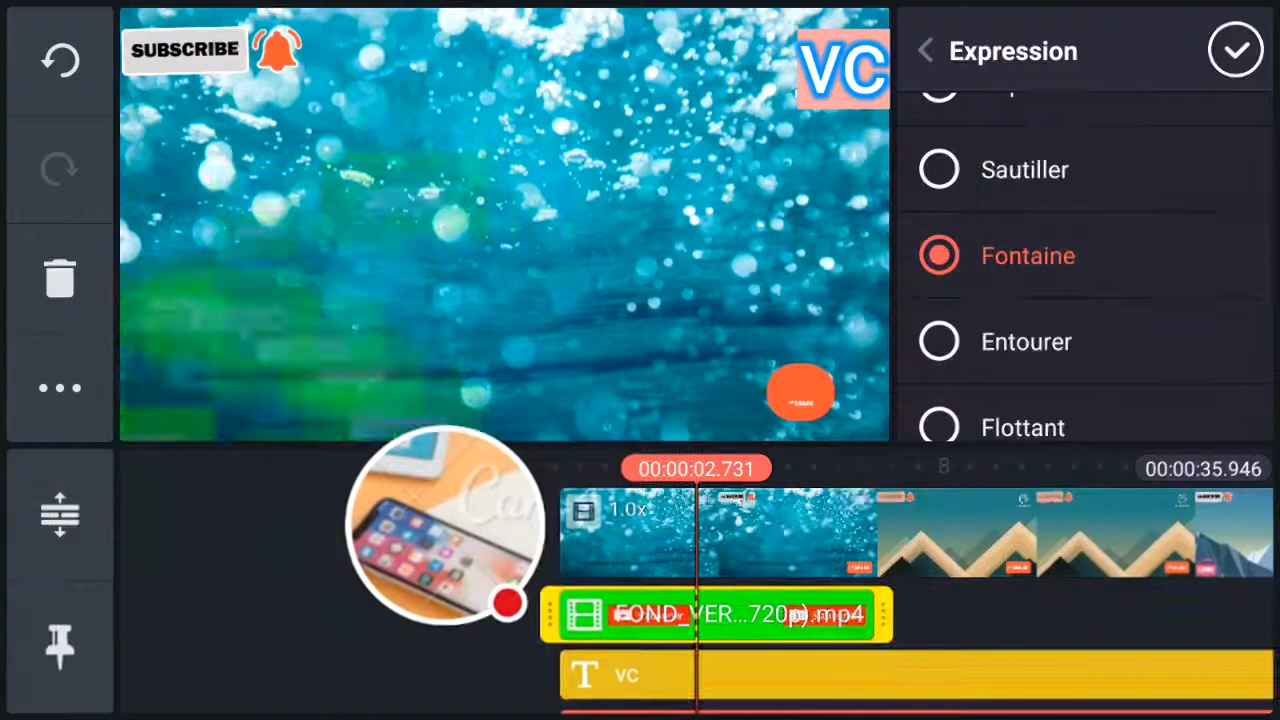 SUBSCRIBE
VC
Expression
Sautiller
Fontaine
Entourer
Flottant
SHARE
00:00:02.731
8
00:00:35.946
1.0x
FOND_VER...720p).mp4
VC